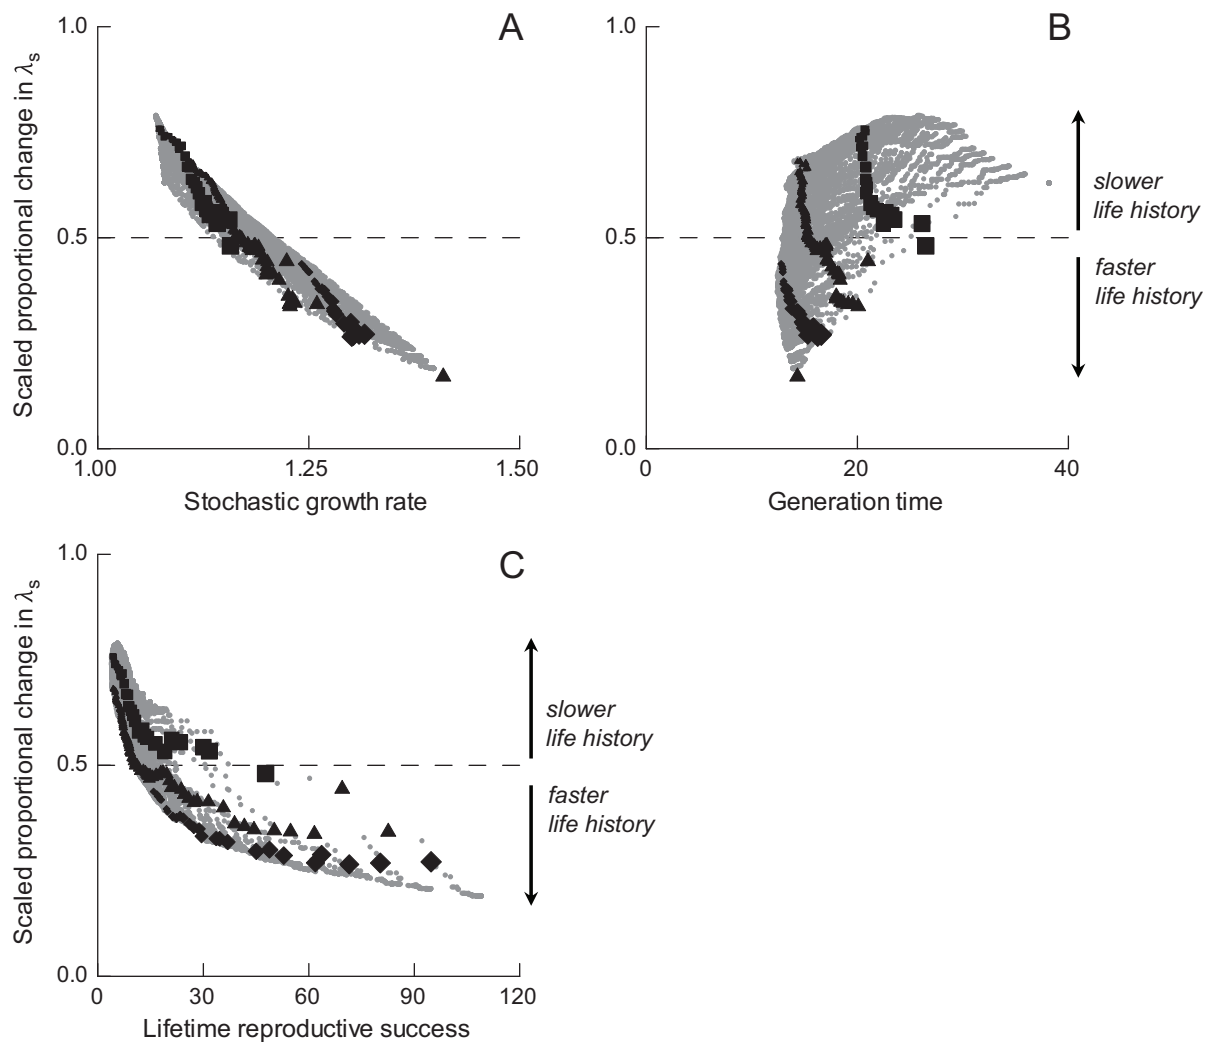 A
Scaled proportional change in λs
1.0
0.5
0.0
1.00
1.25
1.50
Stochastic growth rate
B
1.0
0.5
0.0
0
20
40
Generation time
slower
life history
faster
life history
C
Scaled proportional change in λs
1.0
0.5
0.0
0
30
60
90
120
Lifetime reproductive success
slower
life history
faster
life history